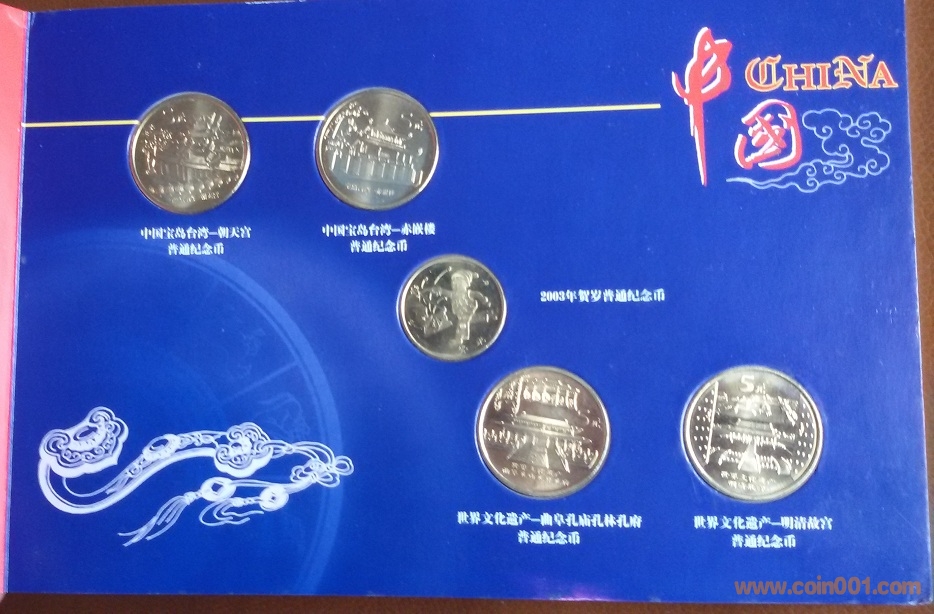 中国
CHINA
中国宝岛台湾—朝天宫
普通纪念币
中国宝岛台湾—赤嵌楼
普通纪念币
2003年贺岁普通纪念币
5元
世界文化遗产—曲阜孔庙孔林孔府
普通纪念币
世界文化遗产—明清故宫
普通纪念币
www.coin001.com